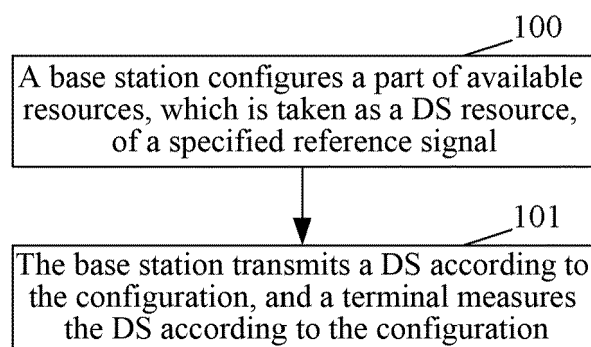 100
A base station configures a part of available
resources, which is taken as a DS resource,
of a specified reference signal
101
The base station transmits a DS according to
the configuration, and a terminal measures
the DS according to the configuration